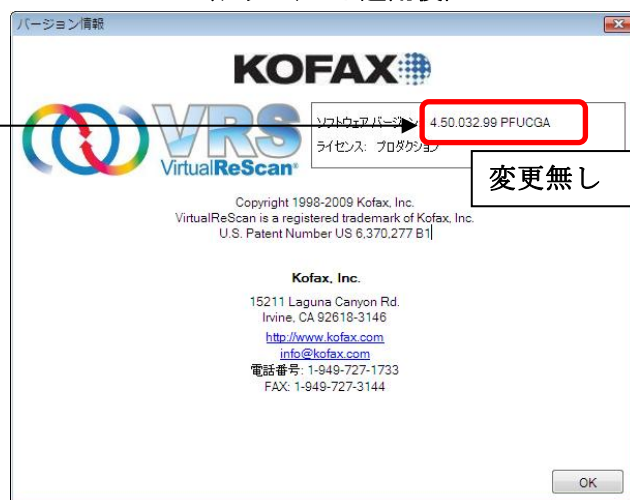 バージョン情報
KOFAX
VRS
VirtualReScan®
ソフトウェア バージョン: 4.50.032.99 PFUCGA
ライセンス: プロダクション
変更無し
Copyright 1998-2009 Kofax, Inc.
VirtualReScan is a registered trademark of Kofax, Inc.
U.S. Patent Number US 6,370,277 B1
Kofax, Inc.
15211 Laguna Canyon Rd.
Irvine, CA 92618-3146
http://www.kofax.com
info@kofax.com
電話番号: 1-949-727-1733
FAX: 1-949-727-3144
OK